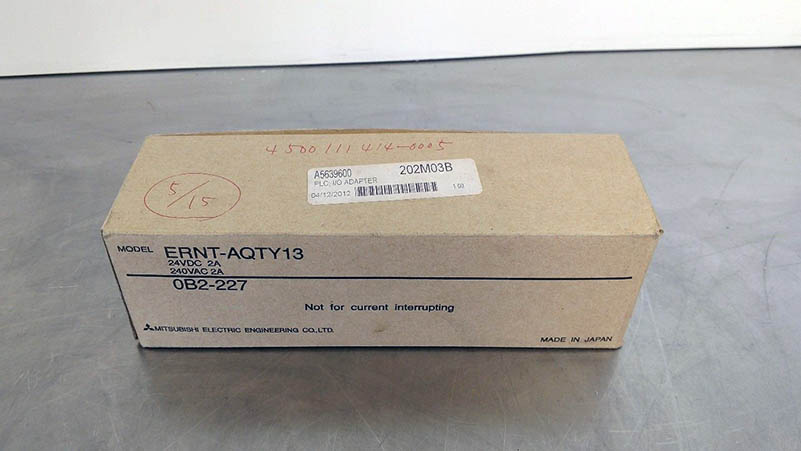 4500111414-0005
5/15
A5639600 202M03B
PLC, I/O ADAPTER
04/12/2012 1.00
MODEL ERNT-AQTY13
24VDC 2A
240VAC 2A
0B2-227
Not for current interrupting
MITSUBISHI ELECTRIC ENGINEERING CO.,LTD.
MADE IN JAPAN